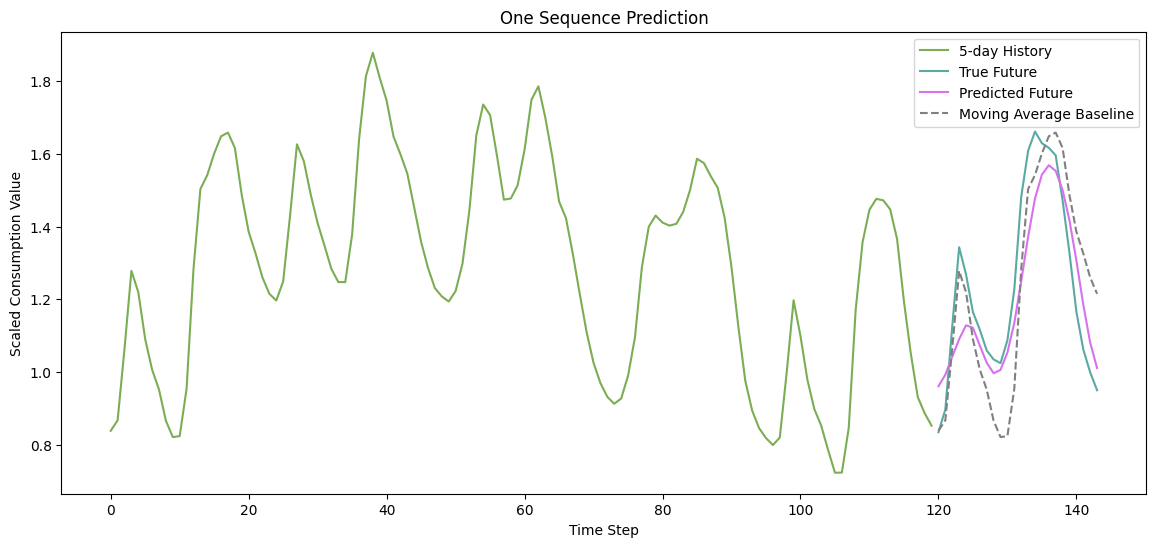 One Sequence Prediction
5-day History
True Future
Predicted Future
Moving Average Baseline
Scaled Consumption Value
1.8
1.6
1.4
1.2
1.0
0.8
0 20 40 60 80 100 120 140
Time Step